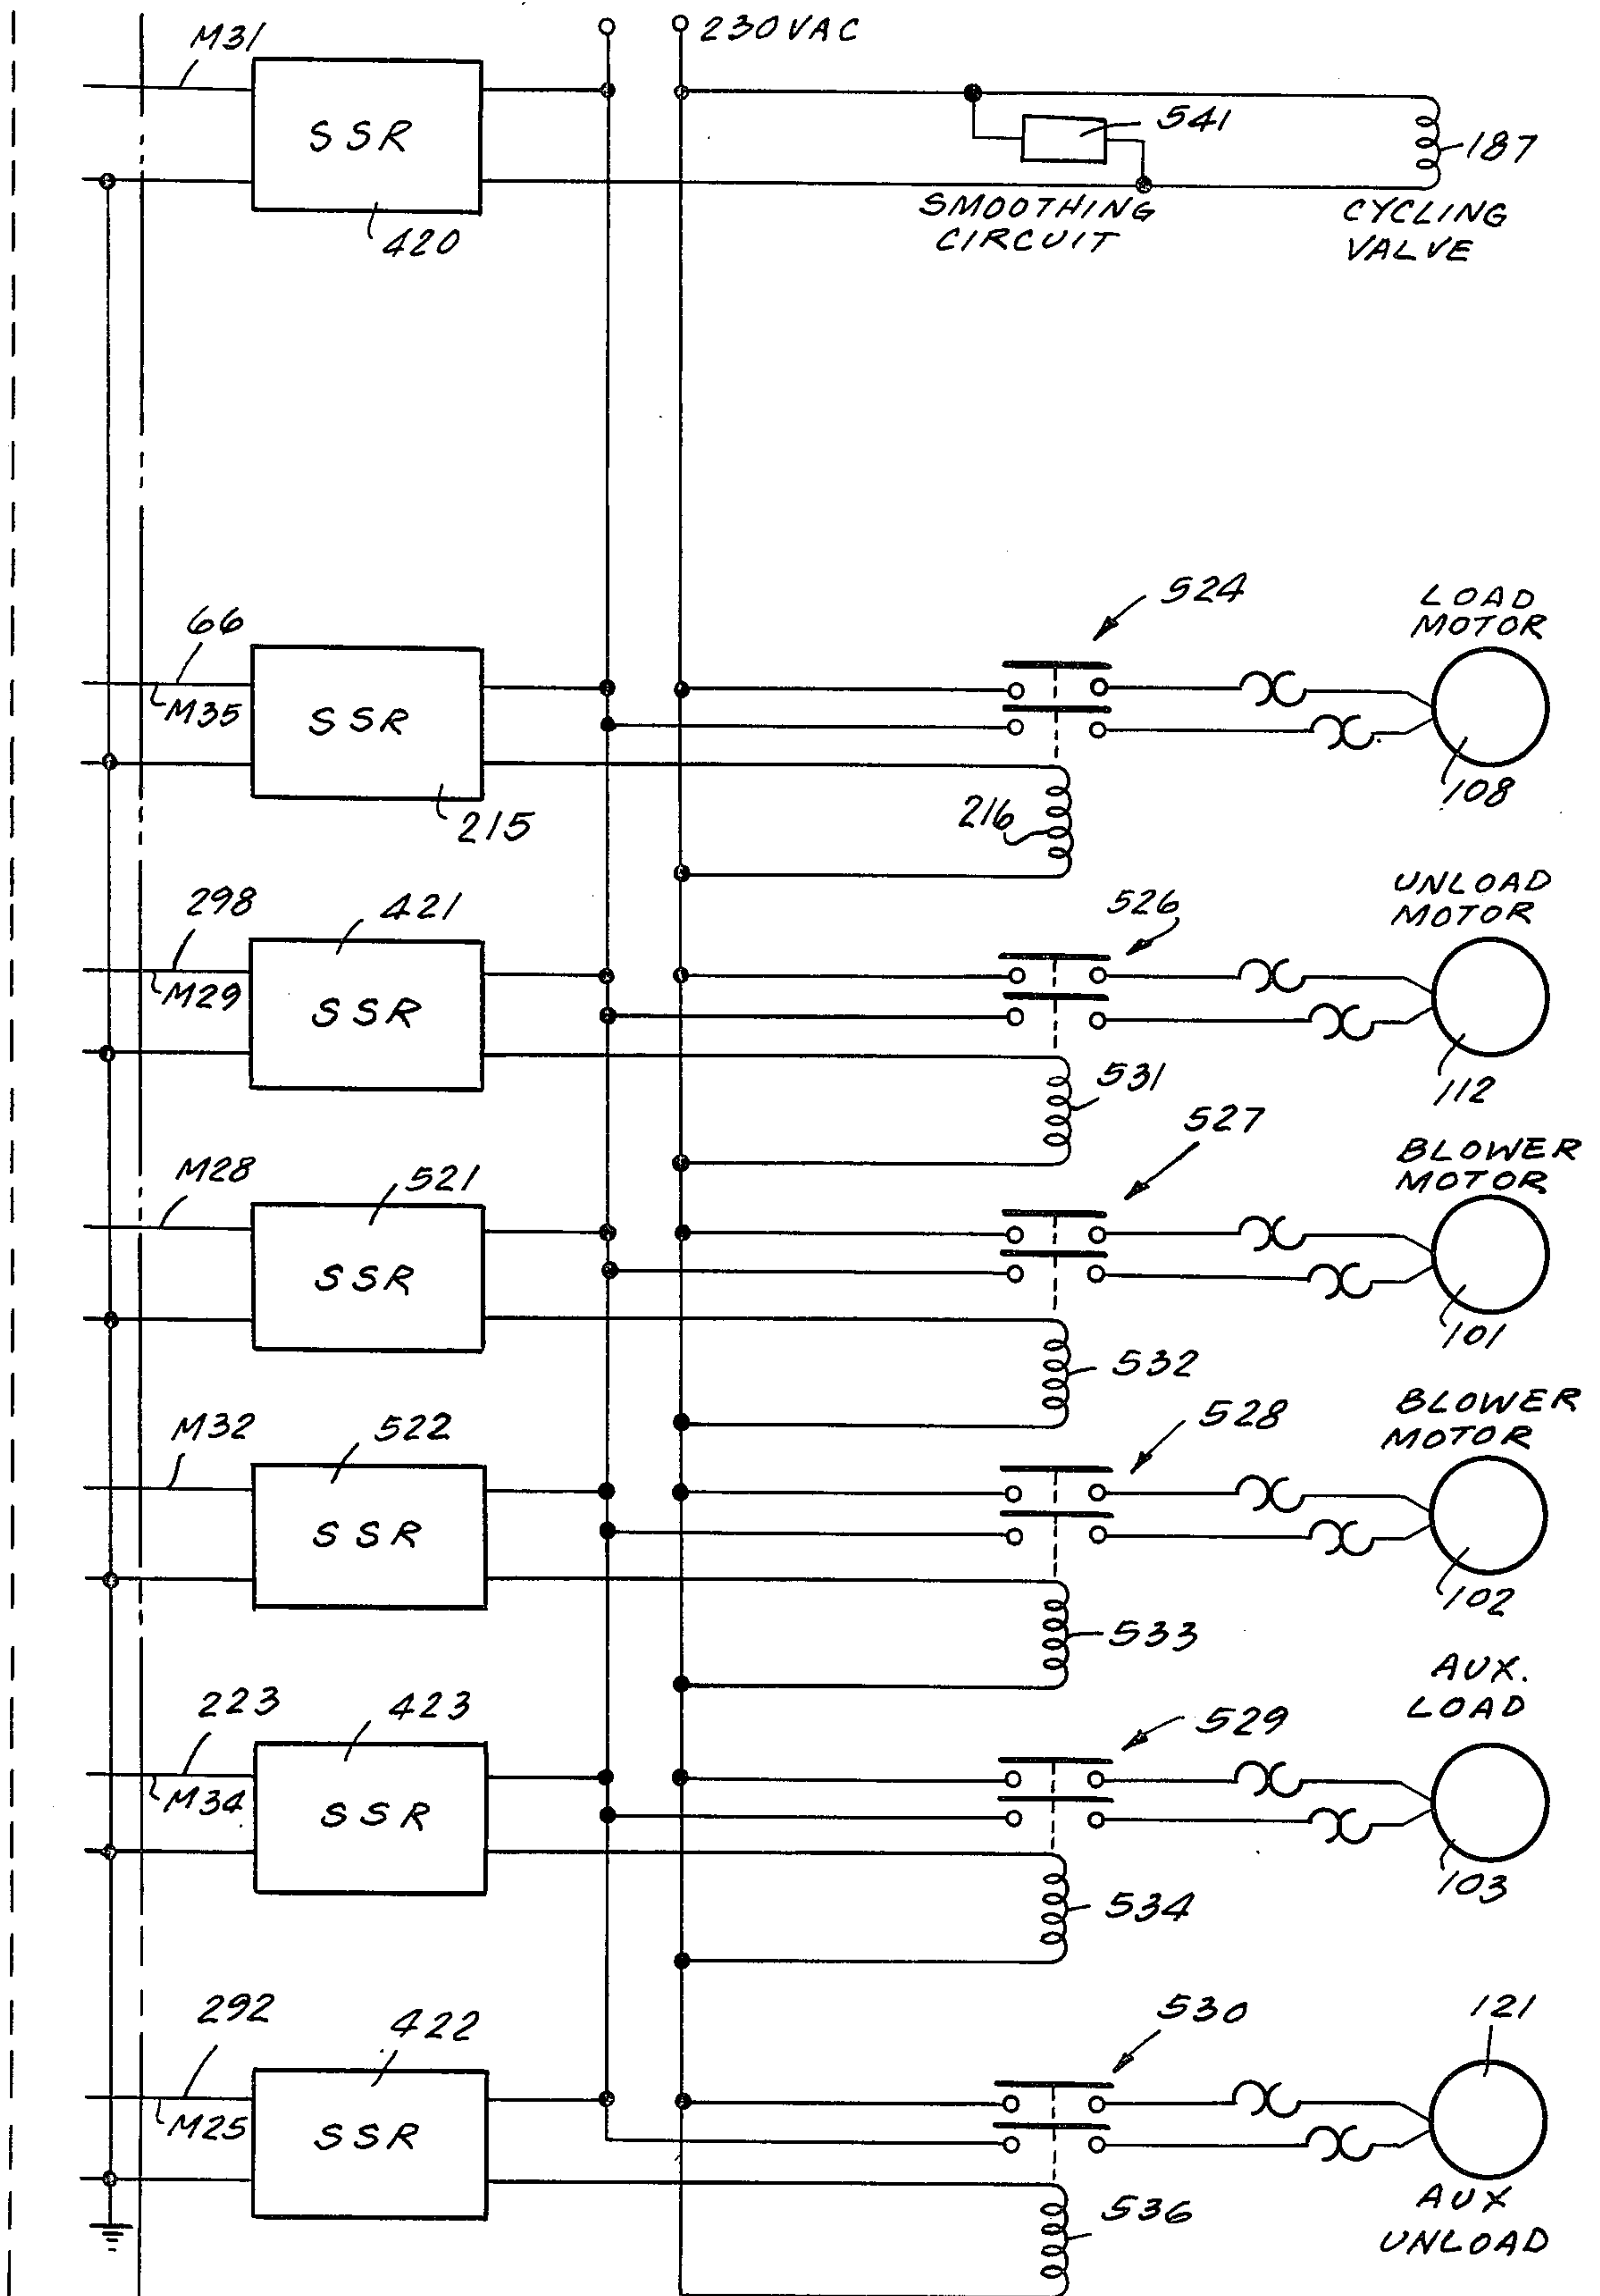 M31
230VAC
SSR
541
187
420
SMOOTHING
CIRCUIT
CYCLING
VALVE
524
LOAD
MOTOR
66
M35
SSR
215
216
108
298
421
526
UNLOAD
MOTOR
M29
SSR
531
112
M28
521
527
BLOWER
MOTOR
SSR
532
101
M32
522
528
BLOWER
MOTOR
SSR
533
102
223
423
529
AUX.
LOAD
M34
SSR
534
103
292
422
530
121
M25
SSR
536
AUX
UNLOAD